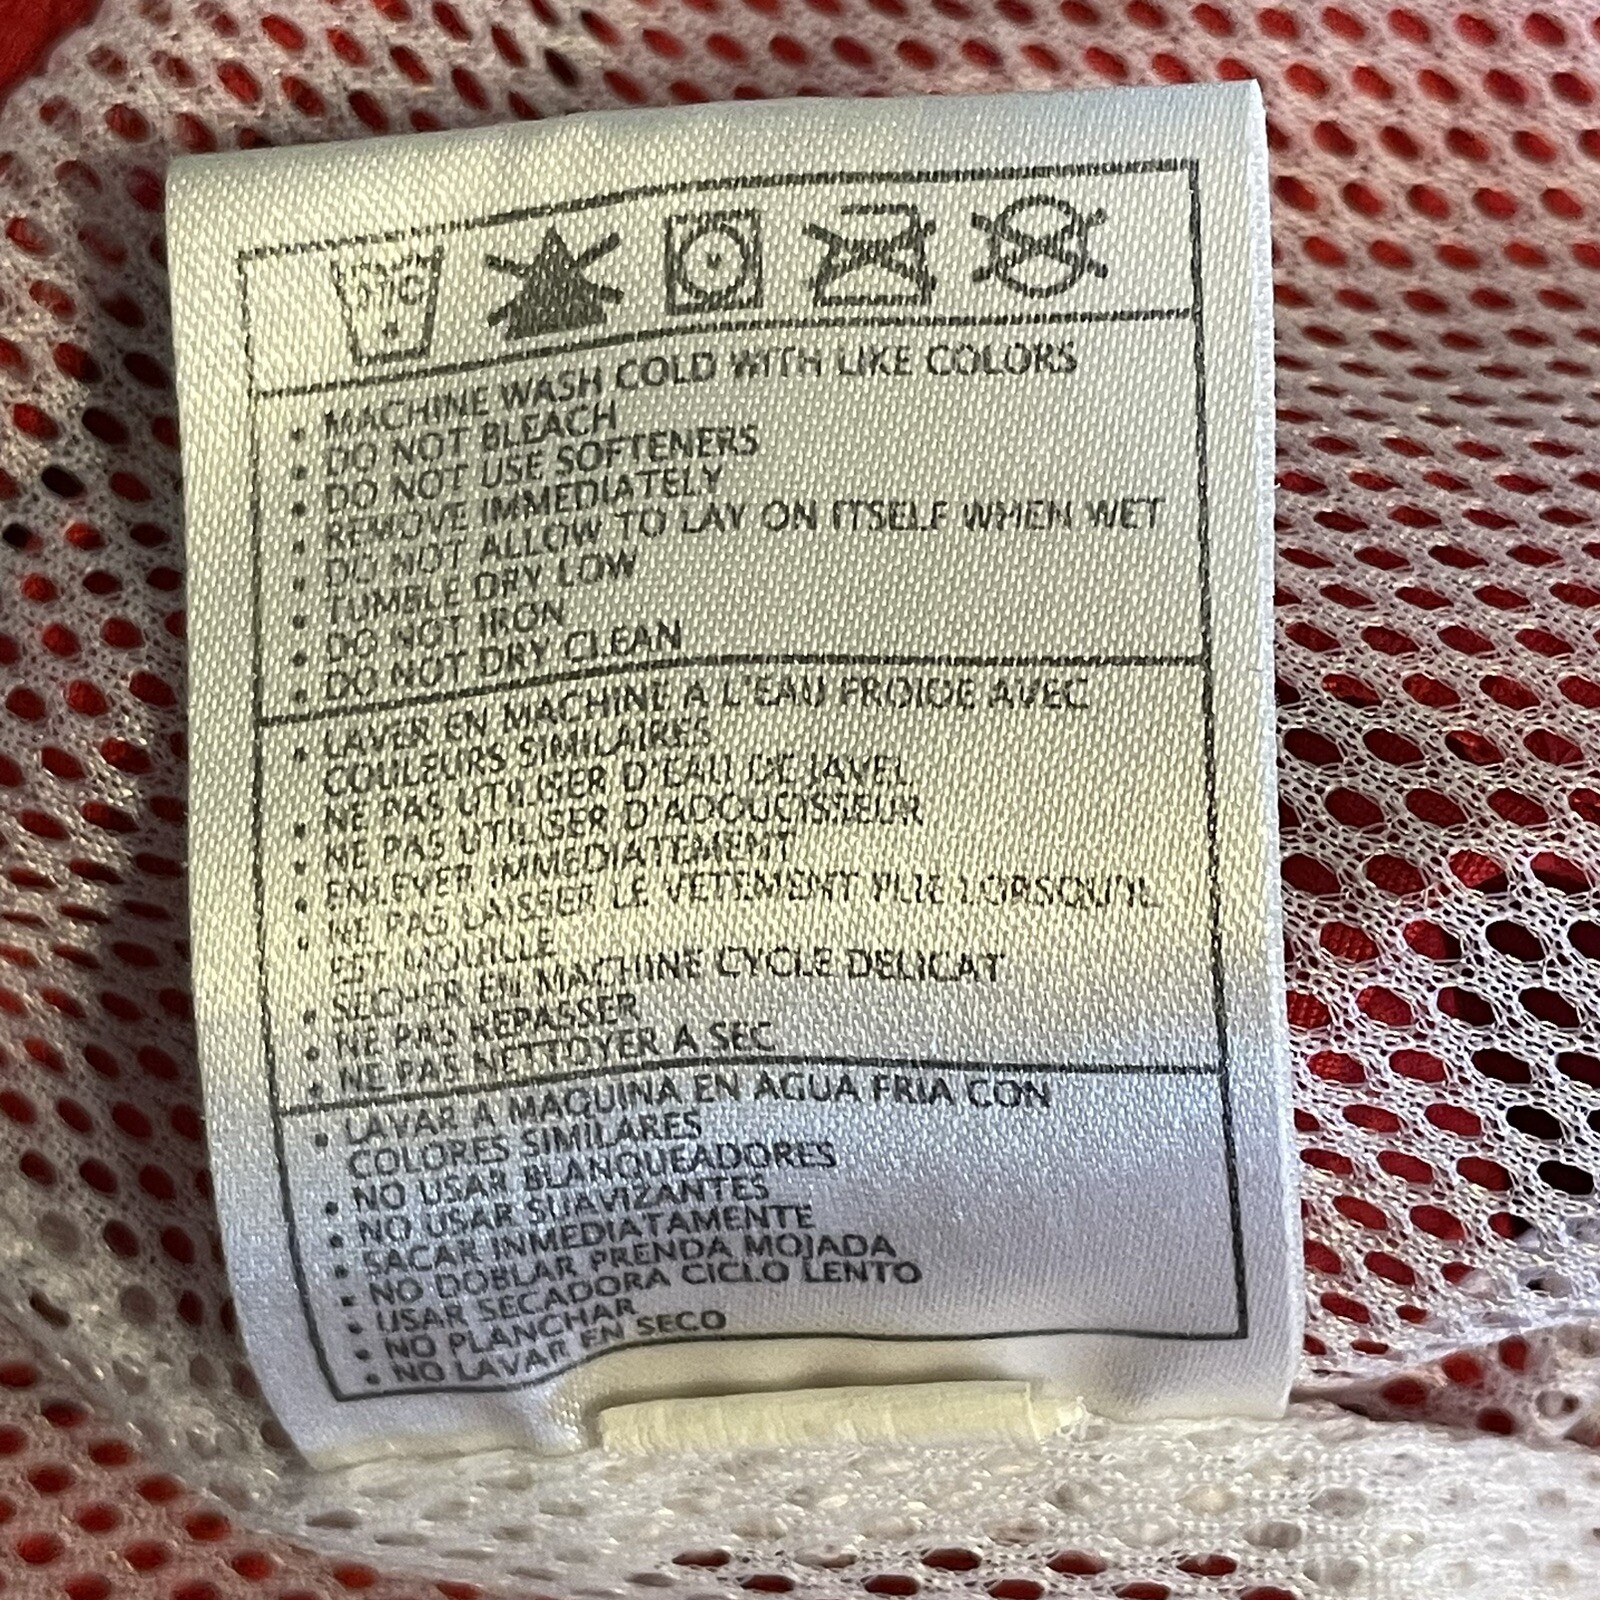 • MACHINE WASH COLD WITH LIKE COLORS
• DO NOT BLEACH
• DO NOT USE SOFTENERS
• REMOVE IMMEDIATELY
• DO NOT ALLOW TO LAY ON ITSELF WHEN WET
• TUMBLE DRY LOW
• DO NOT IRON
• DO NOT DRY CLEAN
• LAVER EN MACHINE A L'EAU FROIDE AVEC
COULEURS SIMILAIRES
• NE PAS UTILISER D'EAU DE JAVEL
• NE PAS UTILISER D'ADOUCISSEUR
• ENLEVER IMMEDIATEMENT
• NE PAS LAISSER LE VETEMENT PLIE LORSQU'IL
EST MOUILLE
• SECHER EN MACHINE CYCLE DELICAT
• NE PAS REPASSER
• NE PAS NETTOYER A SEC
• LAVAR A MAQUINA EN AGUA FRIA CON
COLORES SIMILARES
• NO USAR BLANQUEADORES
• NO USAR SUAVIZANTES
• SACAR INMEDIATAMENTE
• NO DOBLAR PRENDA MOJADA
• USAR SECADORA CICLO LENTO
• NO PLANCHAR
• NO LAVAR EN SECO